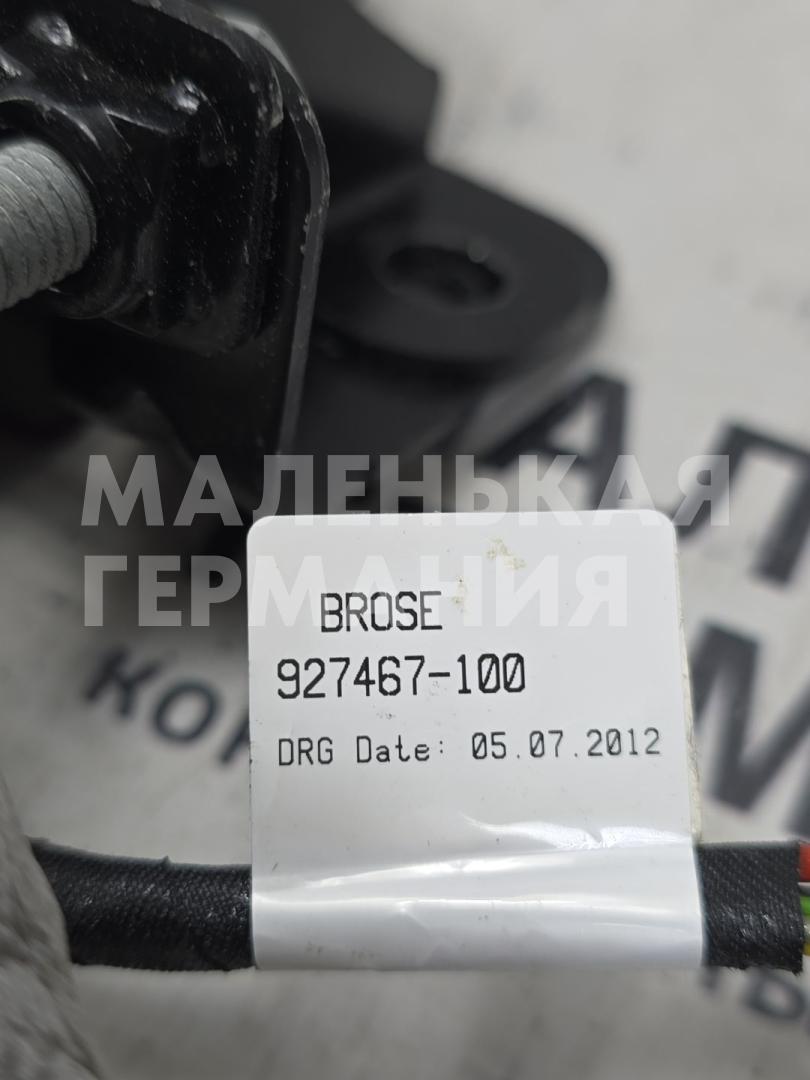 МАЛЕНЬКАЯ
ГЕРМАНИЯ
BROSE
927467-100
DRG Date: 05.07.2012